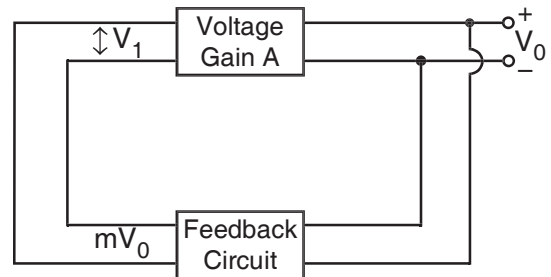 Voltage
Gain A
V₁
+
V₀
−
mV₀
Feedback
Circuit